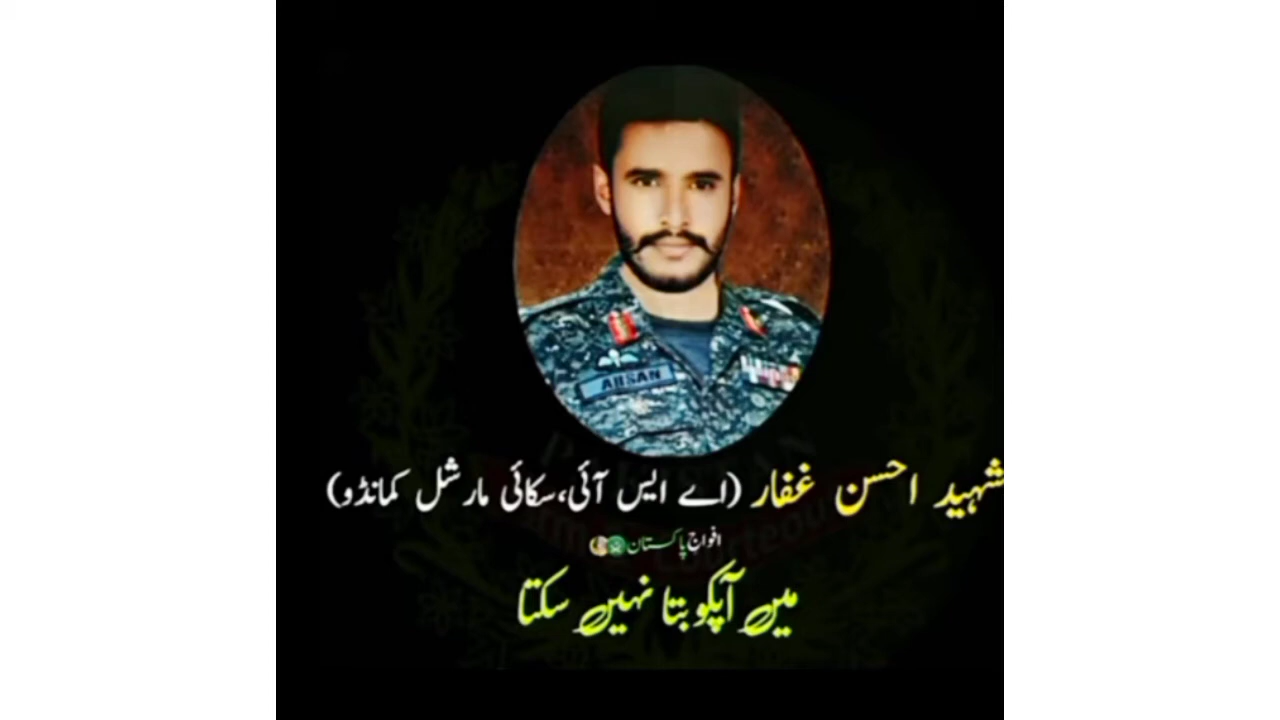 AHSAN
شہید احسن غفار (اے ایس آئی، سکائی مارشل کمانڈو)
افواج پاکستان
میں آپکو بتا نہیں سکتا